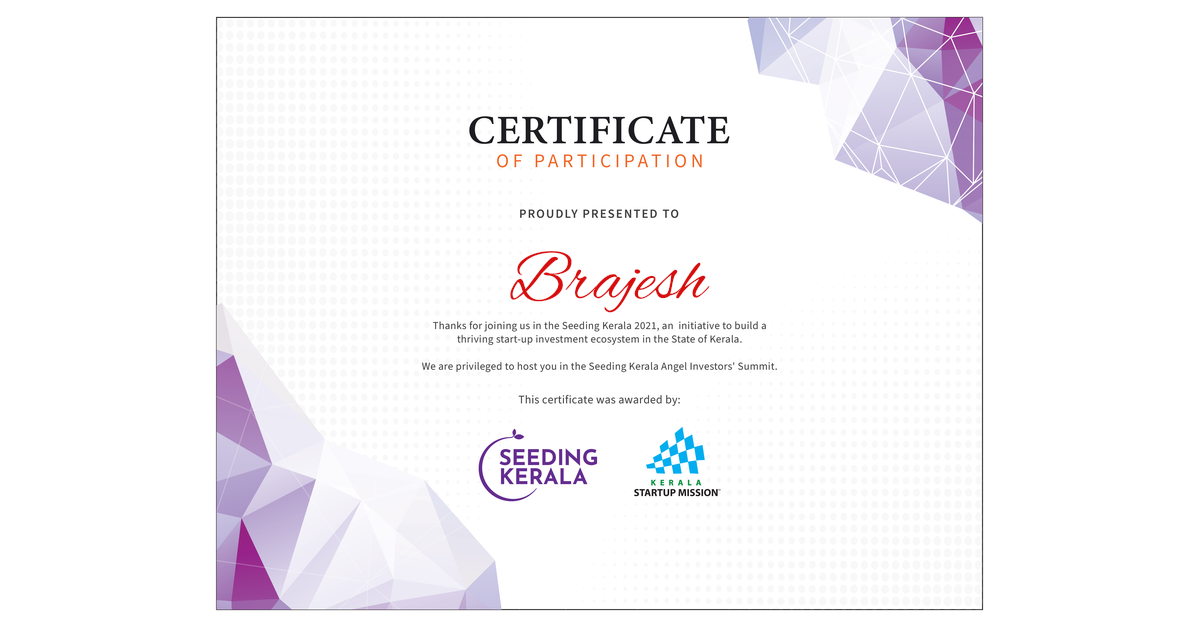 CERTIFICATE
OF PARTICIPATION
PROUDLY PRESENTED TO
Brajesh
Thanks for joining us in the Seeding Kerala 2021, an initiative to build a
thriving start-up investment ecosystem in the State of Kerala.
We are privileged to host you in the Seeding Kerala Angel Investors' Summit.
This certificate was awarded by:
SEEDING
KERALA
KERALA
STARTUP MISSION